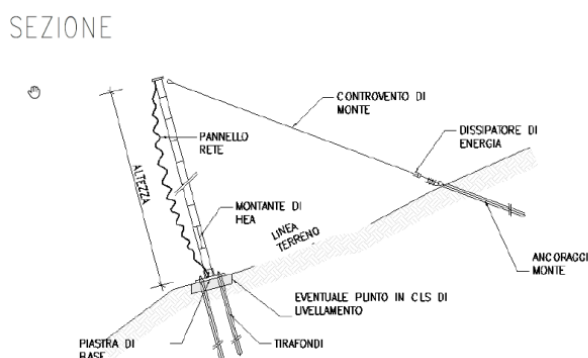 SEZIONE
CONTROVENTO DI
MONTE
DISSIPATORE DI
ENERGIA
PANNELLO
RETE
ALTEZZA
MONTANTE DI
HEA
LINEA
TERRENO
ANCORAGGI
MONTE
EVENTUALE PLINTO IN CLS DI
LIVELLAMENTO
PIASTRA DI
BASE
TIRAFONDI